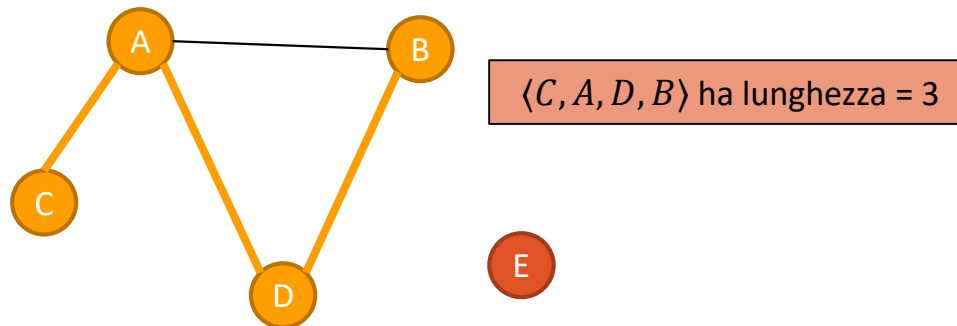 A
B
⟨C, A, D, B⟩ ha lunghezza = 3
C
E
D